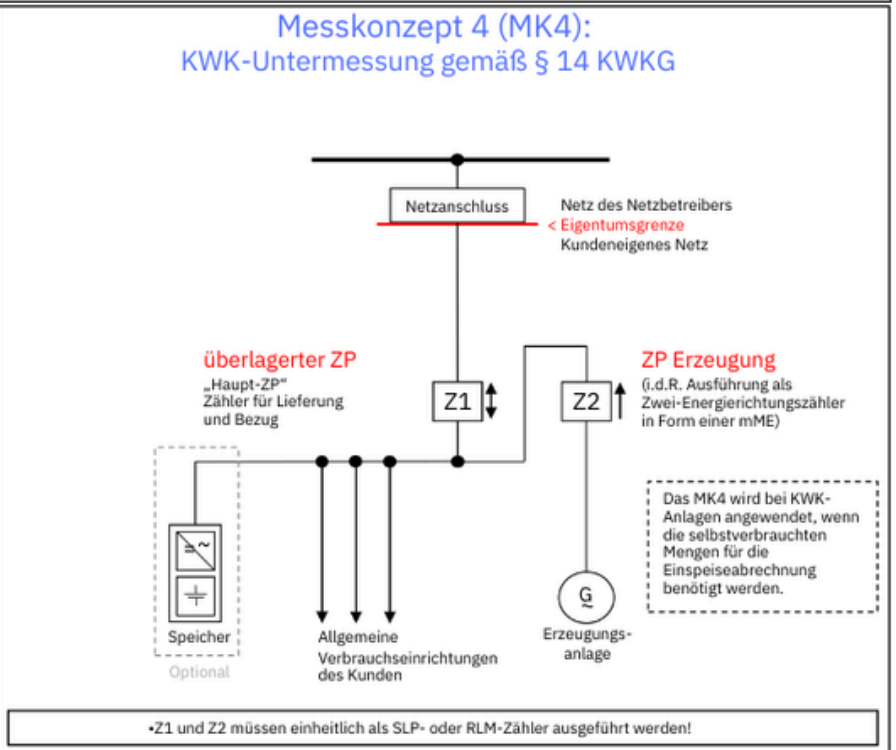 Messkonzept 4 (MK4):
KWK-Untermessung gemäß § 14 KWKG
Netzanschluss
Netz des Netzbetreibers
< Eigentumsgrenze
Kundeneigenes Netz
überlagerter ZP
„Haupt-ZP"
Zähler für Lieferung
und Bezug
Z1
Z2
ZP Erzeugung
(i.d.R. Ausführung als
Zwei-Energierichtungszähler
in Form einer mME)
Das MK4 wird bei KWK-
Anlagen angewendet, wenn
die selbstverbrauchten
Mengen für die
Einspeiseabrechnung
benötigt werden.
= ~
Speicher
Optional
Allgemeine
Verbrauchseinrichtungen
des Kunden
G
~
Erzeugungs-
anlage
•Z1 und Z2 müssen einheitlich als SLP- oder RLM-Zähler ausgeführt werden!